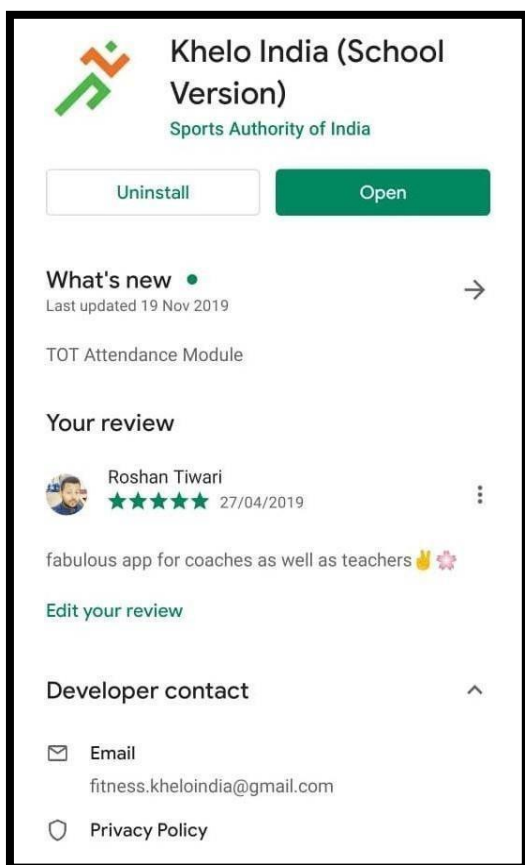 Khelo India (School
Version)
Sports Authority of India
Uninstall
Open
What's new
Last updated 19 Nov 2019
TOT Attendance Module
Your review
Roshan Tiwari
★★★★★ 27/04/2019
fabulous app for coaches as well as teachers✌️🌸
Edit your review
Developer contact
Email
fitness.kheloindia@gmail.com
Privacy Policy